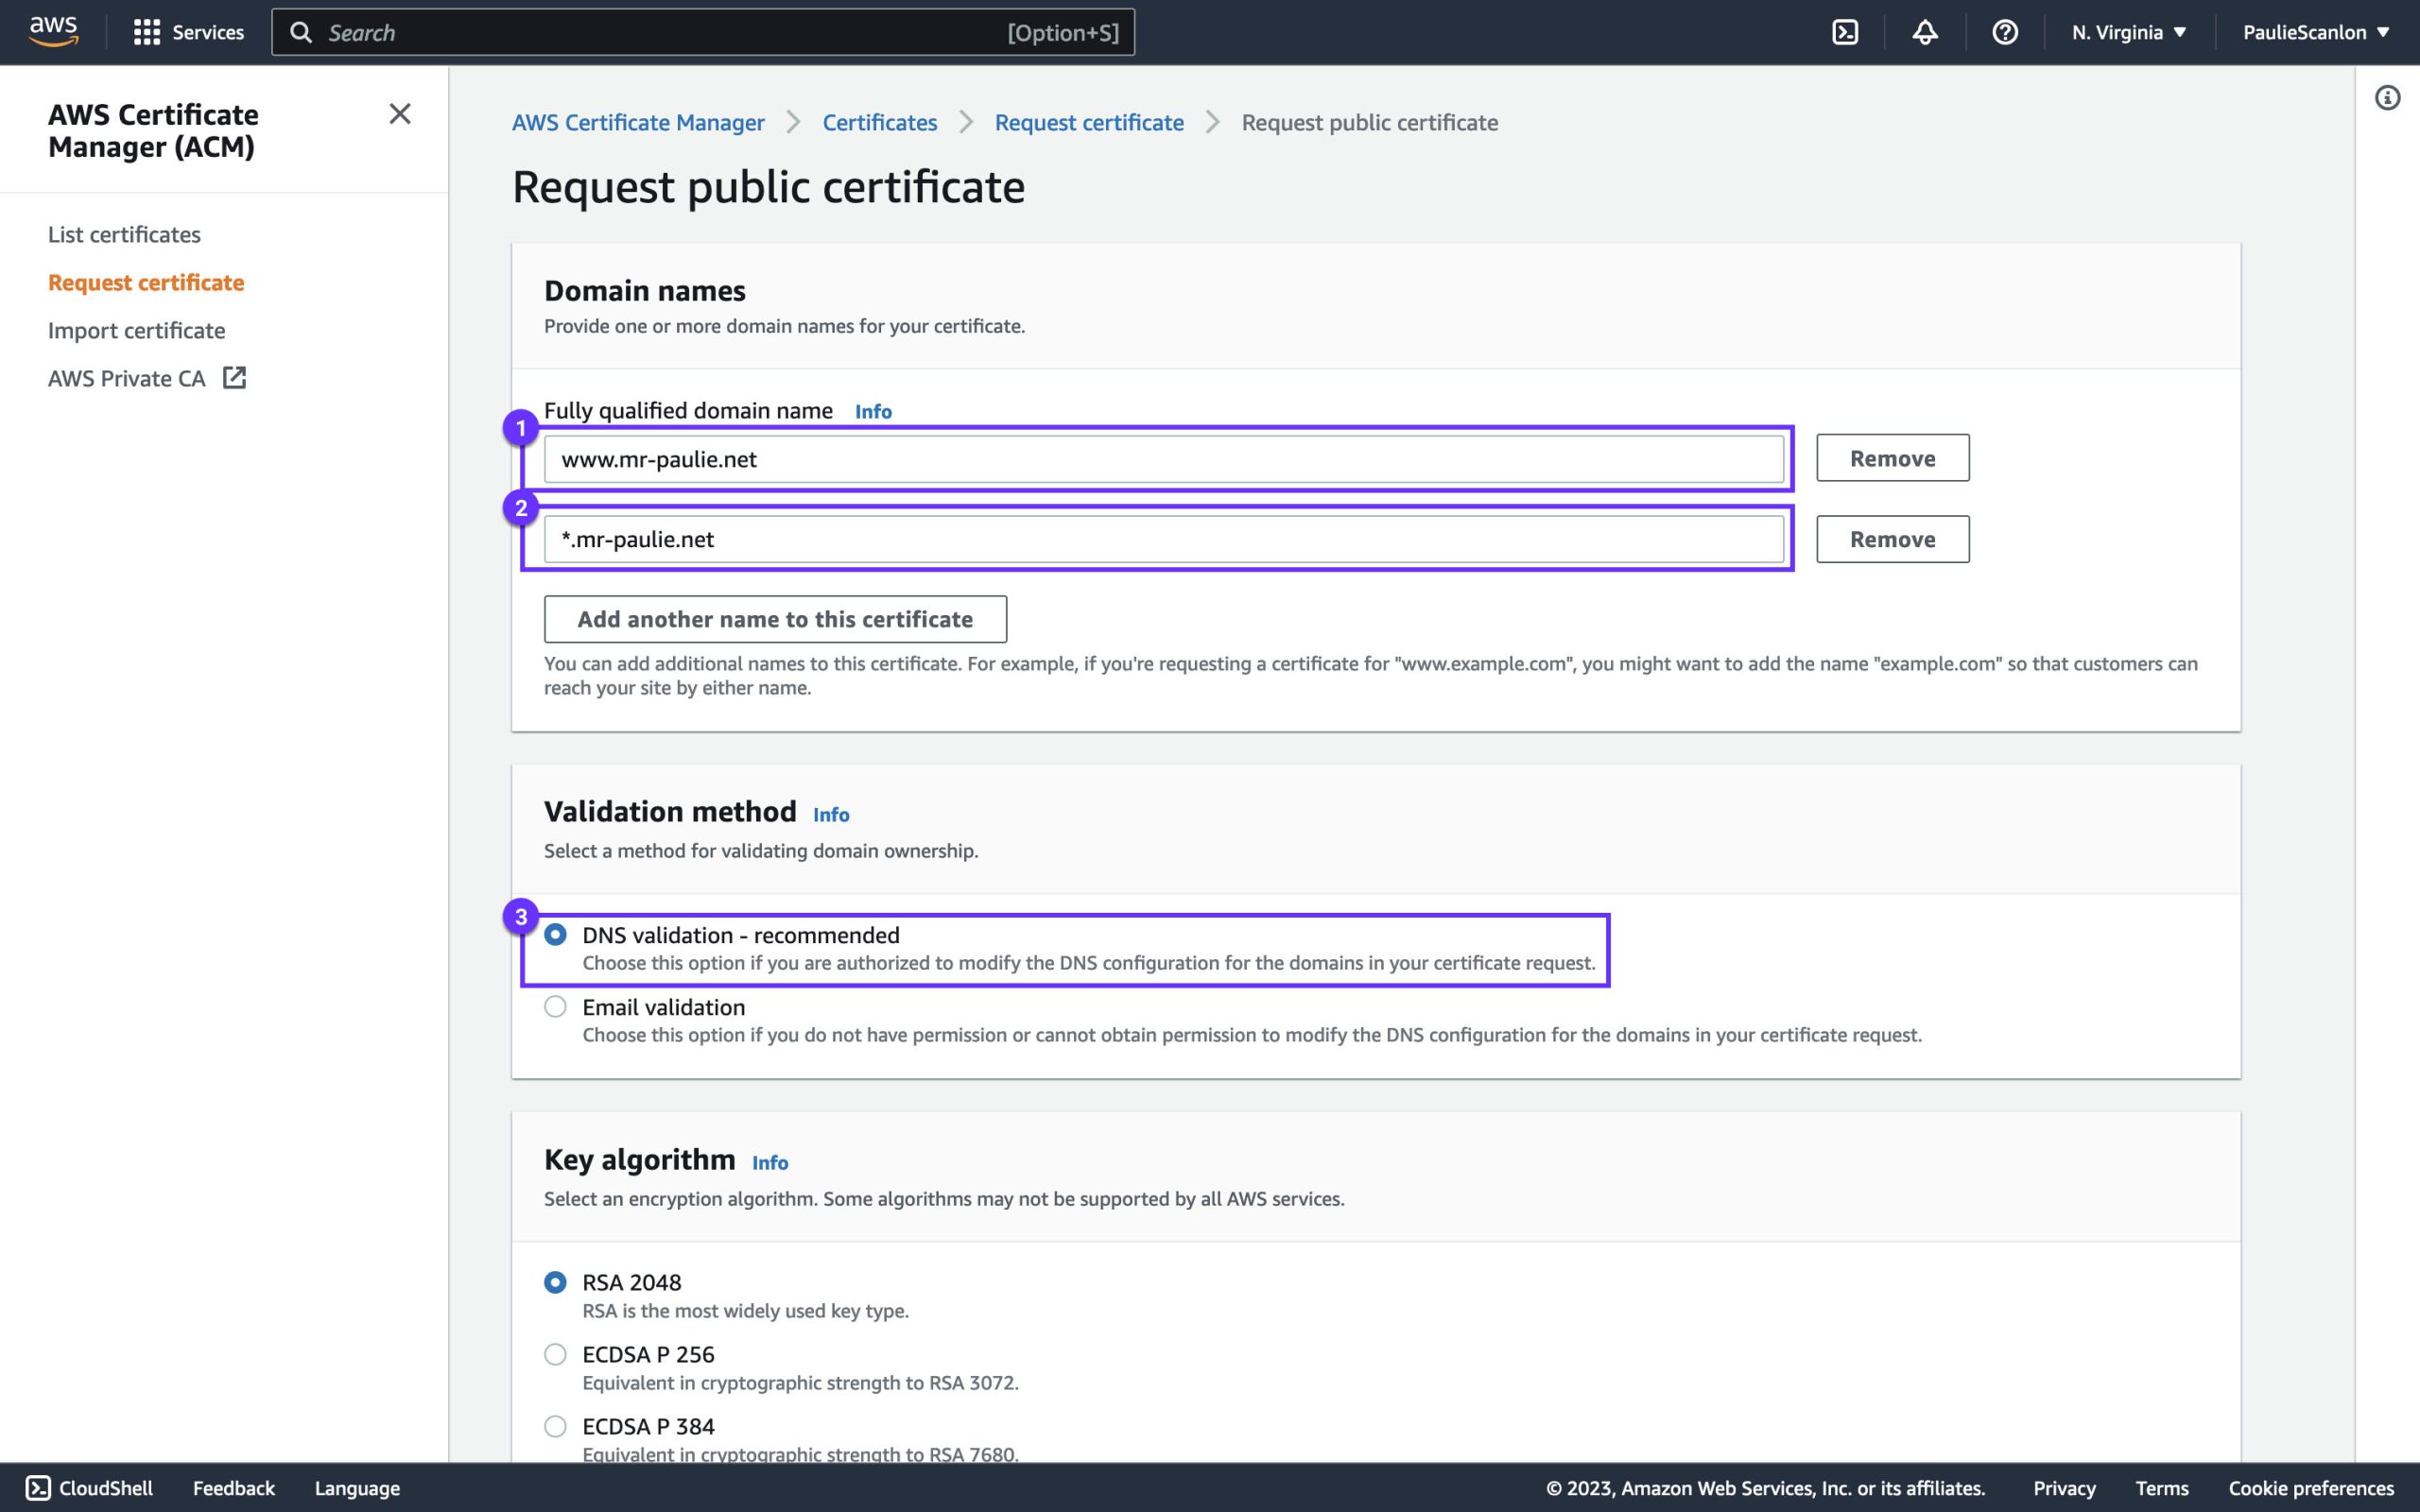 aws
Services
Search
[Option+S]
N. Virginia
PaulieScanlon
AWS Certificate
Manager (ACM)
List certificates
Request certificate
Import certificate
AWS Private CA
AWS Certificate Manager
Certificates
Request certificate
Request public certificate
Request public certificate
Domain names
Provide one or more domain names for your certificate.
Fully qualified domain name Info
1
www.mr-paulie.net
Remove
2
*.mr-paulie.net
Remove
Add another name to this certificate
You can add additional names to this certificate. For example, if you're requesting a certificate for "www.example.com", you might want to add the name "example.com" so that customers can
reach your site by either name.
Validation method Info
Select a method for validating domain ownership.
3
DNS validation - recommended
Choose this option if you are authorized to modify the DNS configuration for the domains in your certificate request.
Email validation
Choose this option if you do not have permission or cannot obtain permission to modify the DNS configuration for the domains in your certificate request.
Key algorithm Info
Select an encryption algorithm. Some algorithms may not be supported by all AWS services.
RSA 2048
RSA is the most widely used key type.
ECDSA P 256
Equivalent in cryptographic strength to RSA 3072.
ECDSA P 384
Equivalent in cryptographic strength to RSA 7680.
CloudShell
Feedback
Language
© 2023, Amazon Web Services, Inc. or its affiliates.
Privacy
Terms
Cookie preferences